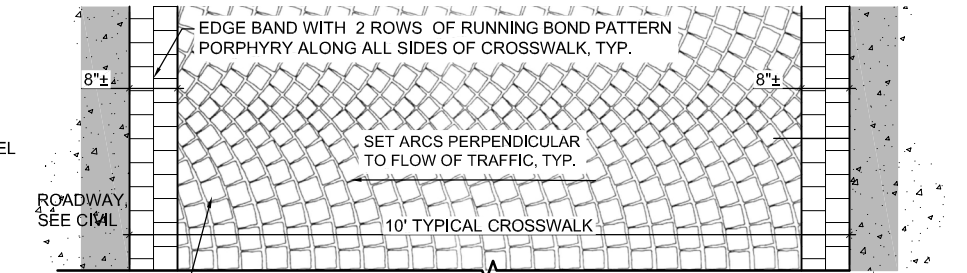 EDGE BAND WITH 2 ROWS OF RUNNING BOND PATTERN
PORPHYRY ALONG ALL SIDES OF CROSSWALK, TYP.
8"±
8"±
SET ARCS PERPENDICULAR
TO FLOW OF TRAFFIC, TYP.
EL
ROADWAY,
SEE CIVIL
10' TYPICAL CROSSWALK